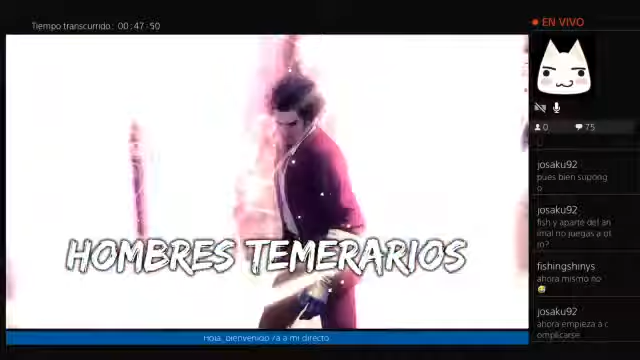 Tiempo transcurrido: 00:47:50
EN VIVO
0 75
josaku92
pues bien supong
o
josaku92
fish y aparte del an
imal no juegas a ot
ro?
HOMBRES TEMERARIOS
fishingshinys
ahora mismo no
😅
josaku92
ahora empieza a c
omplicarse
Hola, bienvenido/a a mi directo.